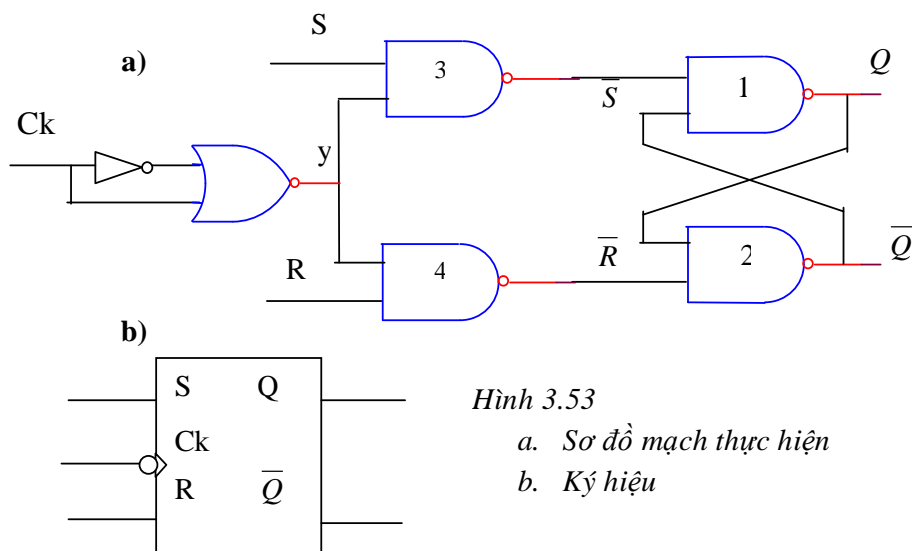 S
a)
3
1
Q
S̅
Ck
y
R
R̅
4
2
Q̅
b)
S Q
Ck
R Q̅
Hình 3.53
a. Sơ đồ mạch thực hiện
b. Ký hiệu